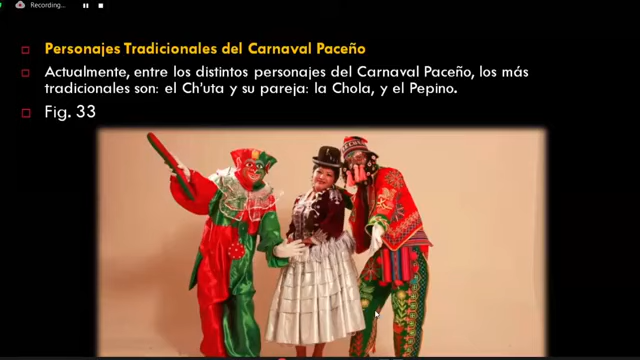 Recording...
Personajes Tradicionales del Carnaval Paceño
Actualmente, entre los distintos personajes del Carnaval Paceño, los más
tradicionales son: el Ch'uta y su pareja: la Chola, y el Pepino.
Fig. 33